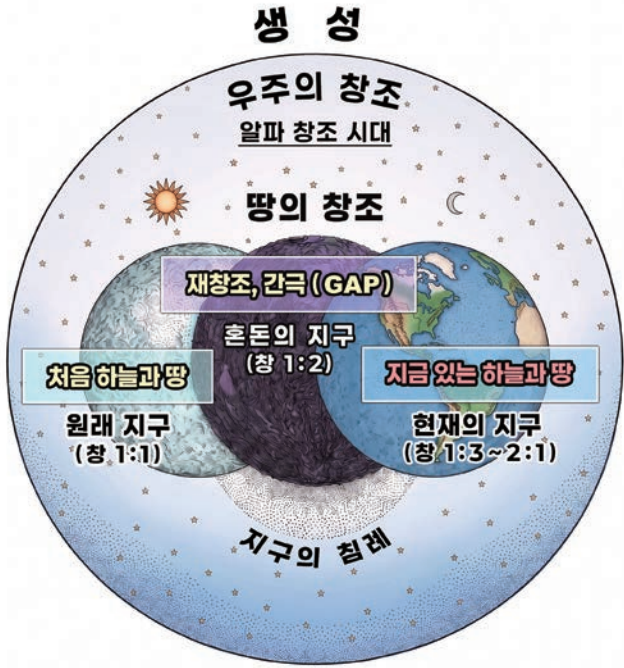 생 성
우주의 창조
알파 창조 시대
땅의 창조
재창조, 간극 (GAP)
혼돈의 지구
(창 1:2)
처음 하늘과 땅
지금 있는 하늘과 땅
원래 지구
(창 1:1)
현재의 지구
(창 1:3~2:1)
지구의 침례